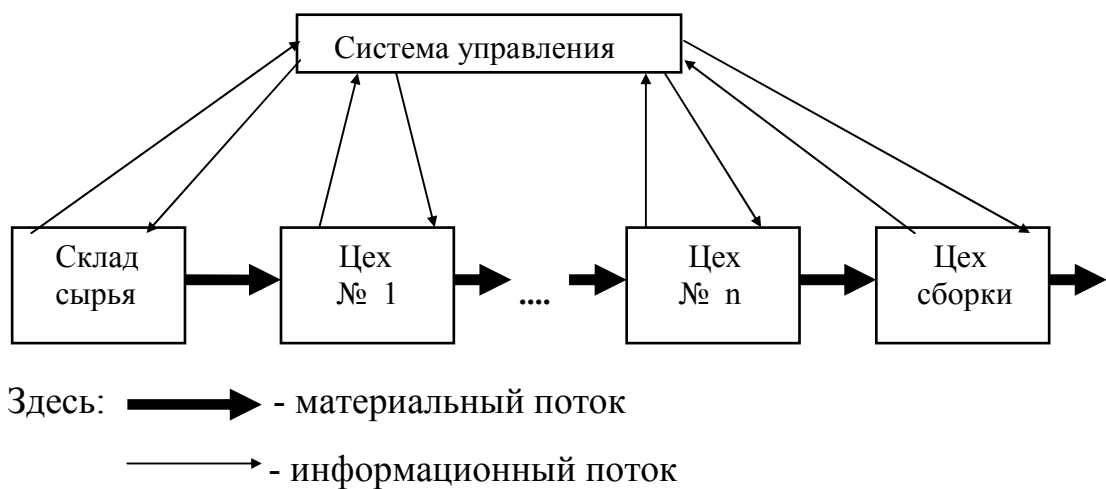 Система управления
Склад
сырья
Цех
№ 1
....
Цех
№ n
Цех
сборки
Здесь:
- материальный поток
- информационный поток